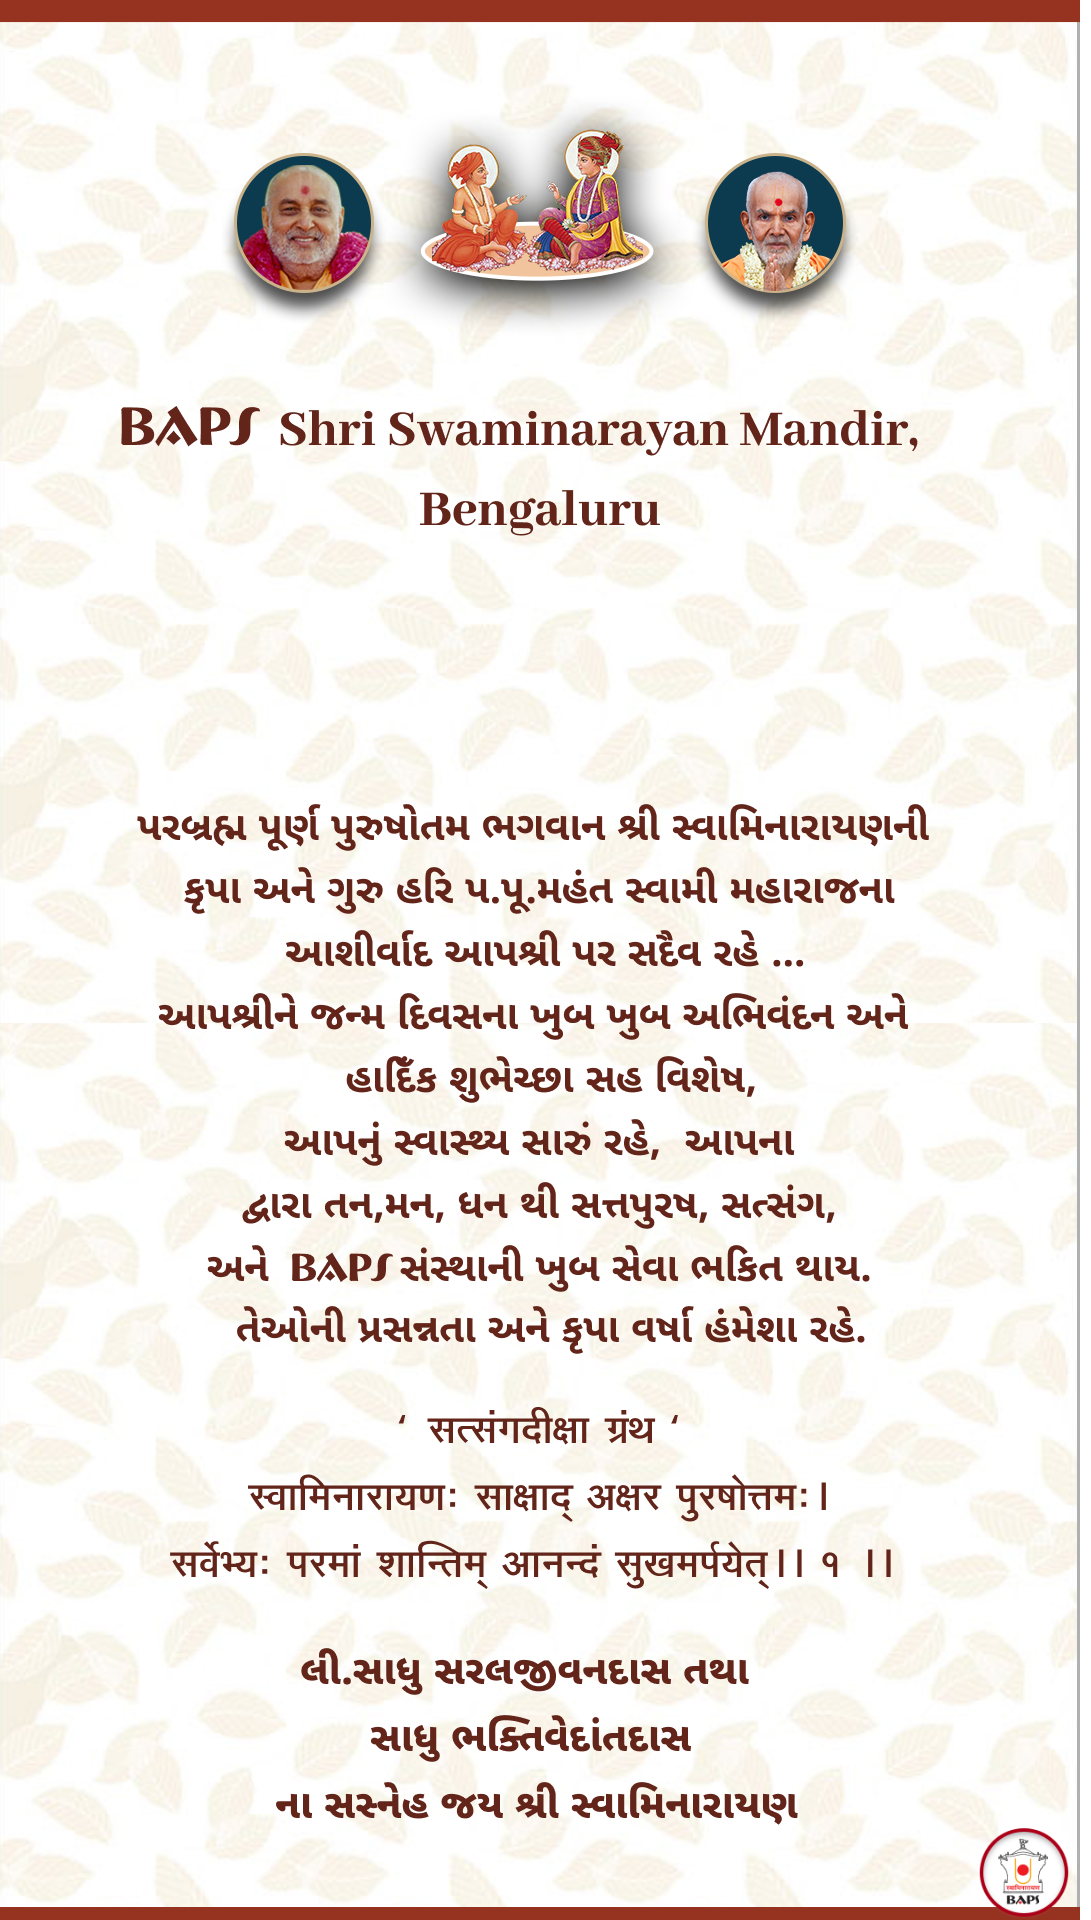 BAPS Shri Swaminarayan Mandir,
Bengaluru
પરબ્રહ્મ પૂર્ણ પુરુષોતમ ભગવાન શ્રી સ્વામિનારાયણની
કૃપા અને ગુરુ હરિ પ.પૂ.મહંત સ્વામી મહારાજના
આશીર્વાદ આપશ્રી પર સદૈવ રહે ...
આપશ્રીને જન્મ દિવસના ખુબ ખુબ અભિવંદન અને
હાર્દિક શુભેચ્છા સહ વિશેષ,
આપનું સ્વાસ્થ્ય સારું રહે, આપના
દ્વારા તન,મન, ધન થી સત્તપુરષ, સત્સંગ,
અને BAPS સંસ્થાની ખુબ સેવા ભકિત થાય.
તેઓની પ્રસન્નતા અને કૃપા વર્ષા હંમેશા રહે.
‘ सत्संगदीक्षा ग्रंथ ‘
स्वामिनारायणः साक्षाद् अक्षर पुरषोत्तमः।
सर्वेभ्यः परमां शान्तिम् आनन्दं सुखमर्पयेत्।। १ ।।
લી.સાધુ સરલજીવનદાસ તથા
સાધુ ભક્તિવેદાંતદાસ
ના સસ્નેહ જય શ્રી સ્વામિનારાયણ
स्वामिनारायण
BAPS